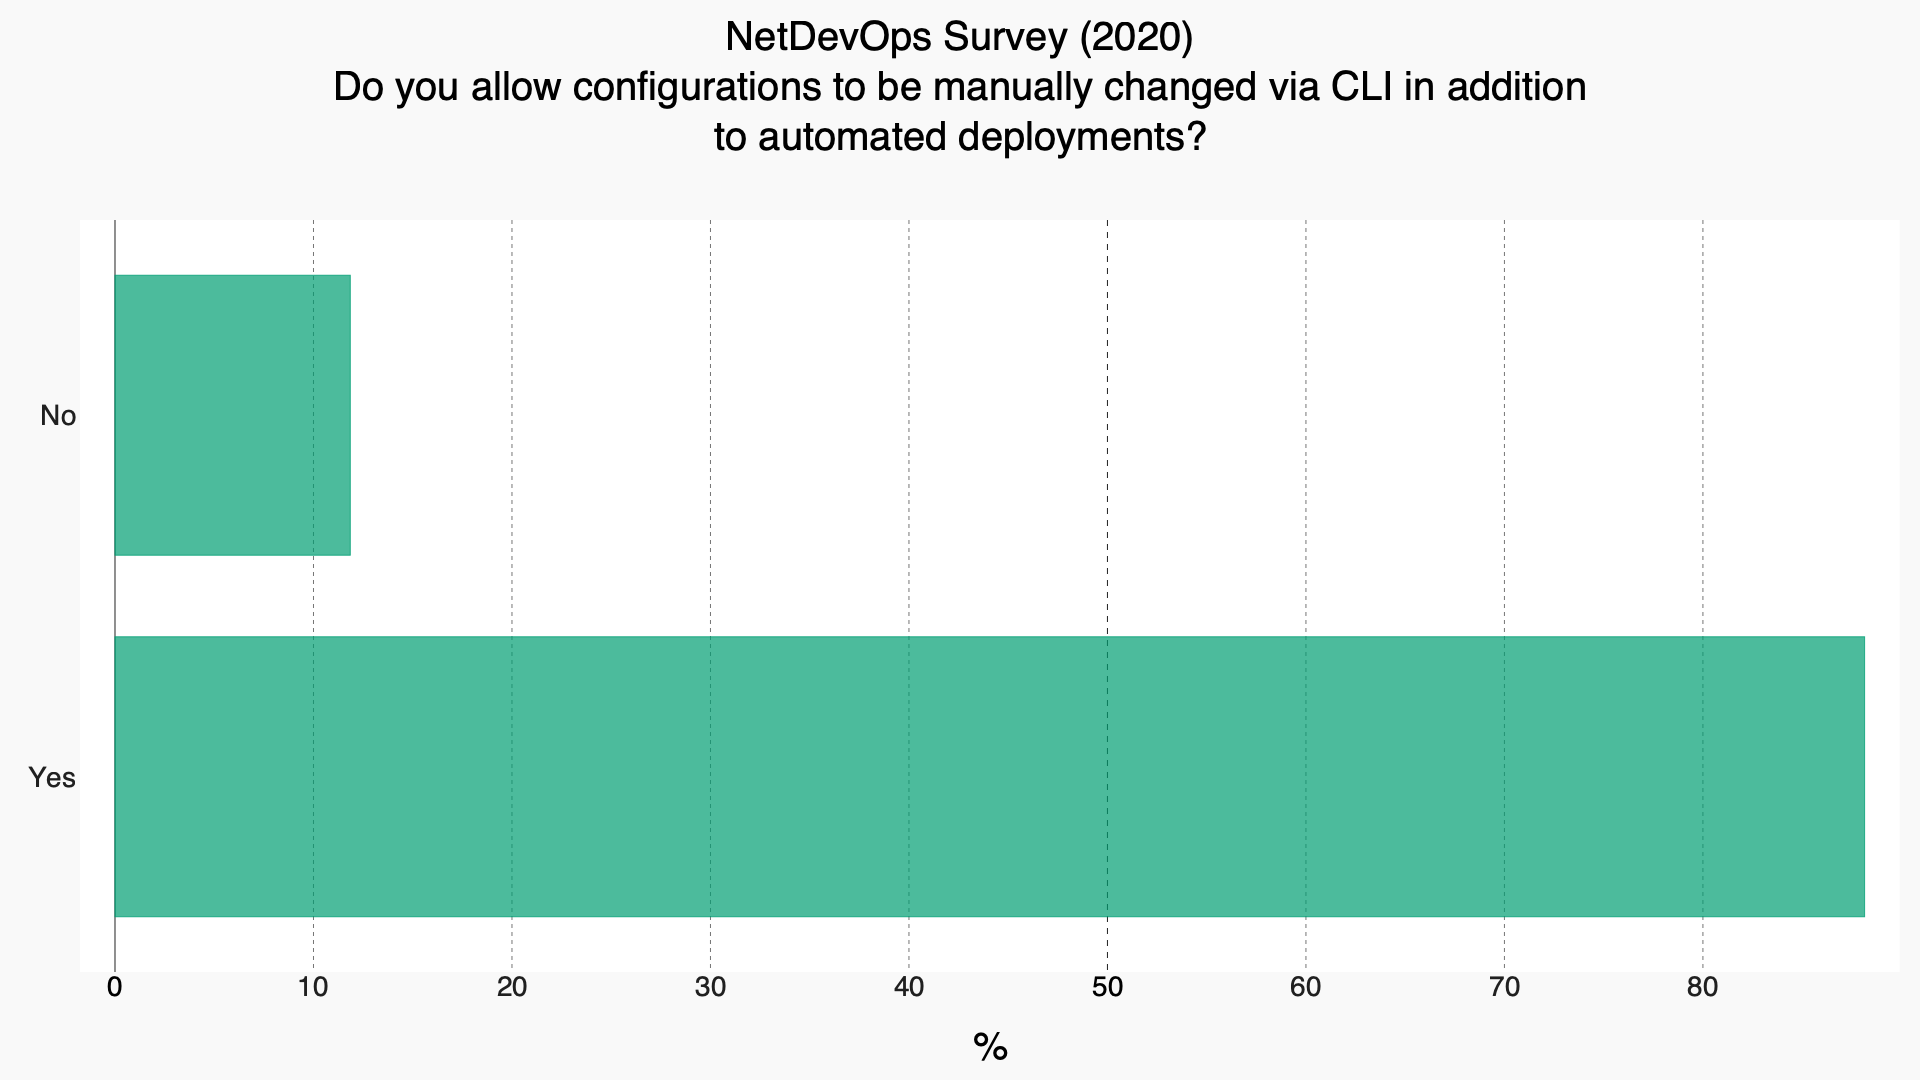 NetDevOps Survey (2020)
Do you allow configurations to be manually changed via CLI in addition
to automated deployments?
No
Yes
0 10 20 30 40 50 60 70 80
%